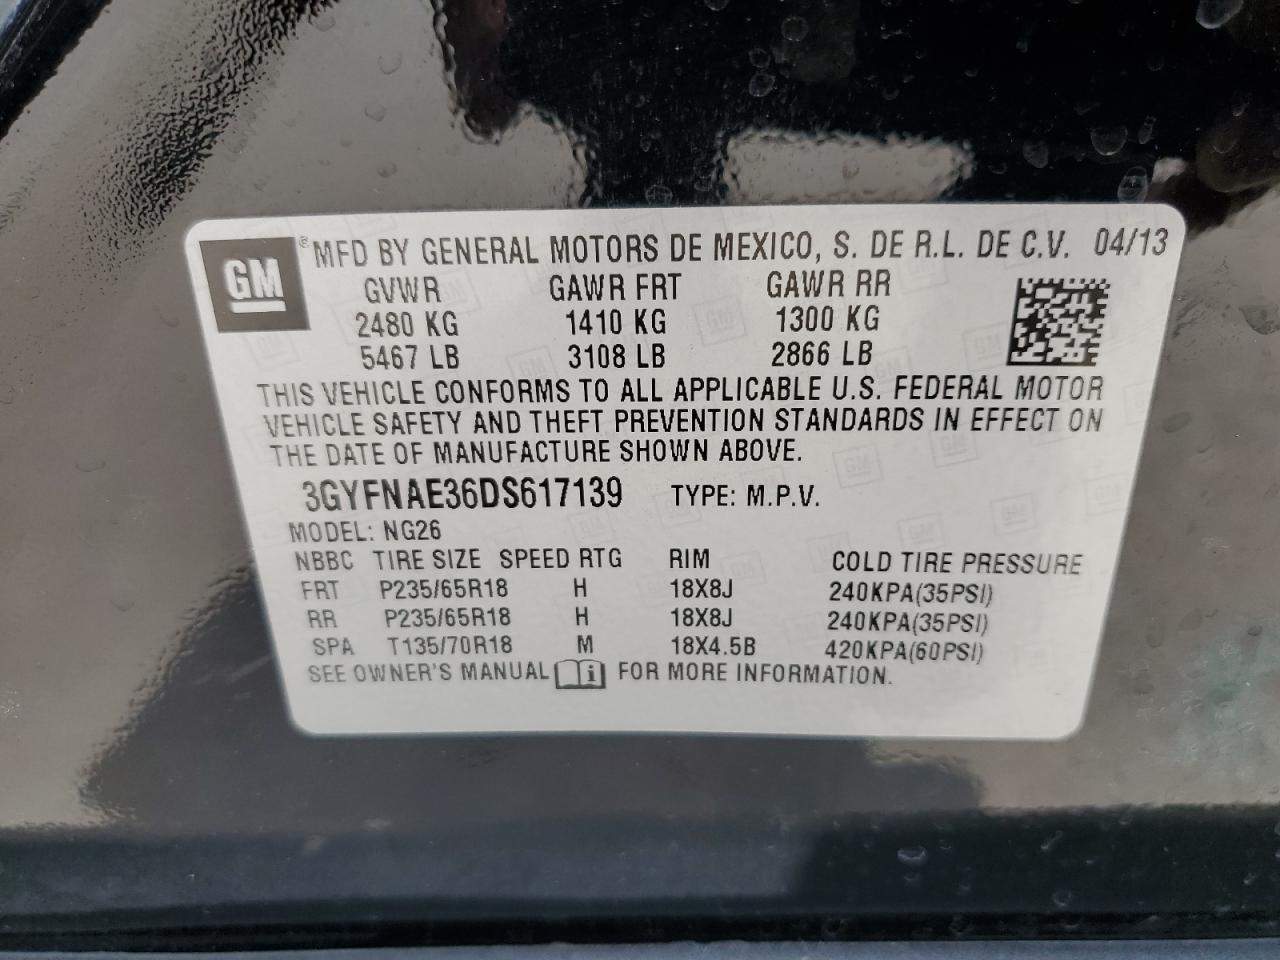 GM ® MFD BY GENERAL MOTORS DE MEXICO, S. DE R.L. DE C.V. 04/13
GVWR GAWR FRT GAWR RR
2480 KG 1410 KG 1300 KG
5467 LB 3108 LB 2866 LB
THIS VEHICLE CONFORMS TO ALL APPLICABLE U.S. FEDERAL MOTOR
VEHICLE SAFETY AND THEFT PREVENTION STANDARDS IN EFFECT ON
THE DATE OF MANUFACTURE SHOWN ABOVE.
3GYFNAE36DS617139 TYPE: M.P.V.
MODEL: NG26
NBBC TIRE SIZE SPEED RTG RIM COLD TIRE PRESSURE
FRT P235/65R18 H 18X8J 240KPA(35PSI)
RR P235/65R18 H 18X8J 240KPA(35PSI)
SPA T135/70R18 M 18X4.5B 420KPA(60PSI)
SEE OWNER'S MANUAL i FOR MORE INFORMATION.